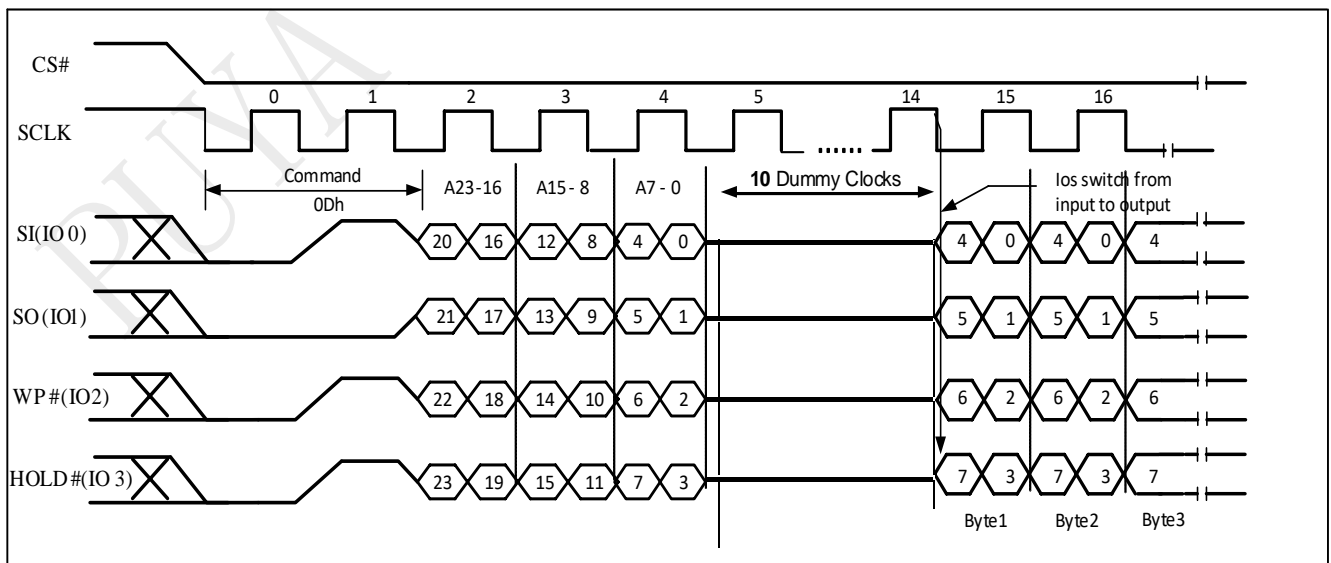 PUYA
CS#
0 1 2 3 4 5 14 15 16
SCLK
Command
0Dh
A23-16 A15-8 A7-0
10 Dummy Clocks
Ios switch from
input to output
SI(IO 0) 20 16 12 8 4 0 4 0 4 0 4
SO(IO1) 21 17 13 9 5 1 5 1 5 1 5
WP#(IO2) 22 18 14 10 6 2 6 2 6 2 6
HOLD#(IO 3) 23 19 15 11 7 3 7 3 7 3 7
Byte1 Byte2 Byte3